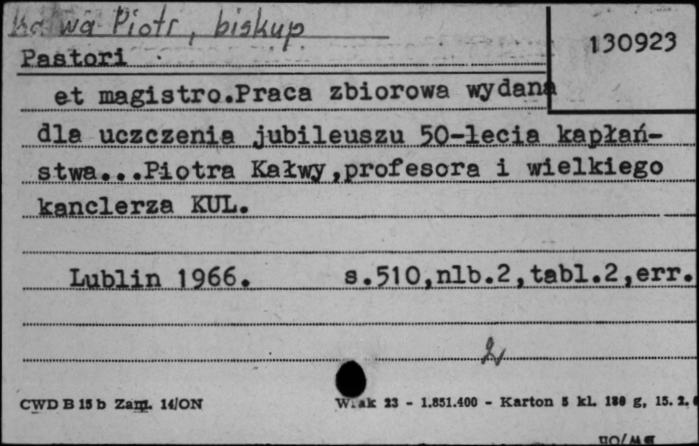 Kałwa Piotr, biskup
130923
Pastori
et magistro.Praca zbiorowa wydana
dla uczczenia jubileuszu 50-lecia kapłań-
stwa...Piotra Kałwy,profesora i wielkiego
kanclerza KUL.
Lublin 1966. s.510,nlb.2,tabl.2,err.
CWD B 15 b Zam. 14/ON 23 - 1.851.400 - Karton 5 kl. 180 g, 15. 2.